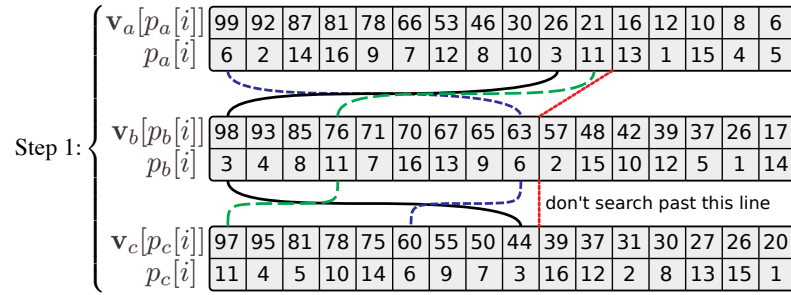 v_a[p_a[i]] 99 92 87 81 78 66 53 46 30 26 21 16 12 10 8 6
p_a[i] 6 2 14 16 9 7 12 8 10 3 11 13 1 15 4 5
Step 1:
v_b[p_b[i]] 98 93 85 76 71 70 67 65 63 57 48 42 39 37 26 17
p_b[i] 3 4 8 11 7 16 13 9 6 2 15 10 12 5 1 14
don't search past this line
v_c[p_c[i]] 97 95 81 78 75 60 55 50 44 39 37 31 30 27 26 20
p_c[i] 11 4 5 10 14 6 9 7 3 16 12 2 8 13 15 1